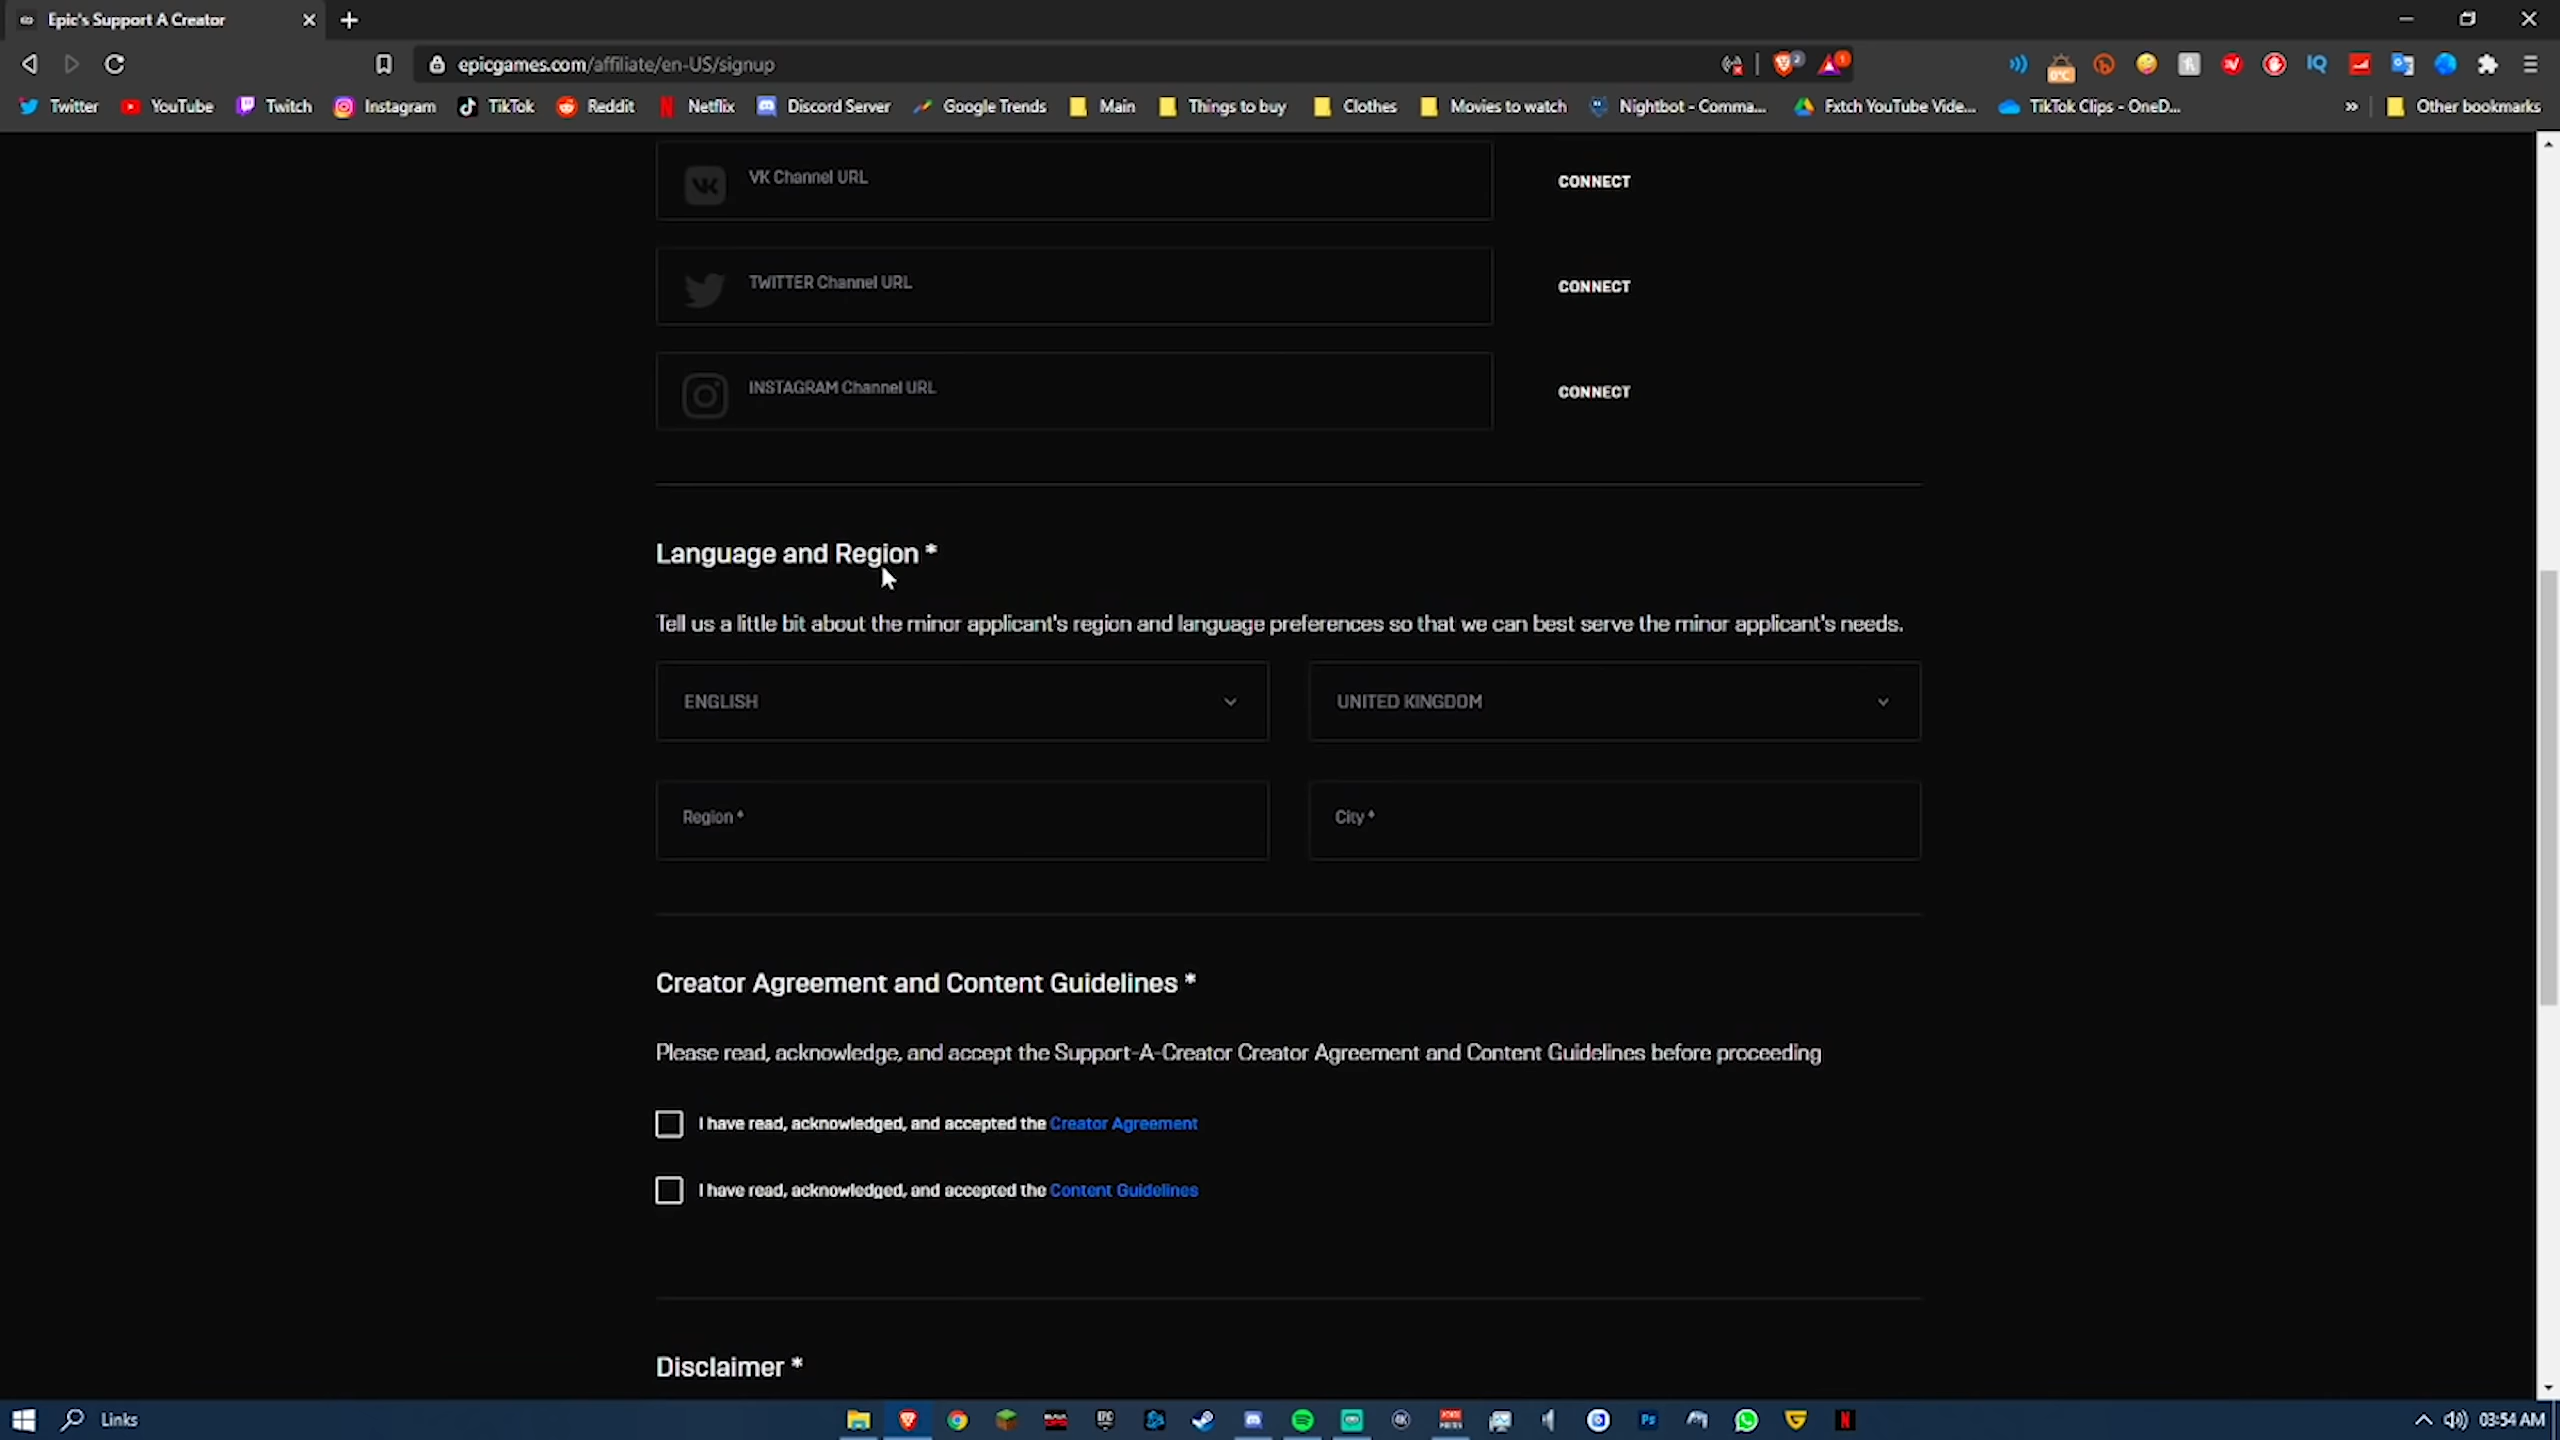 Epic's Support A Creator
epicgames.com/affiliate/en-US/signup
2
1
Twitter YouTube Twitch Instagram TikTok Reddit Netflix Discord Server Google Trends Main Things to buy Clothes Movies to watch Nightbot - Comma... Fxtch YouTube Vide... TikTok Clips - OneD... » Other bookmarks
VK Channel URL CONNECT
TWITTER Channel URL CONNECT
INSTAGRAM Channel URL CONNECT
Language and Region *
Tell us a little bit about the minor applicant's region and language preferences so that we can best serve the minor applicant's needs.
ENGLISH UNITED KINGDOM
Region * City *
Creator Agreement and Content Guidelines *
Please read, acknowledge, and accept the Support-A-Creator Creator Agreement and Content Guidelines before proceeding
I have read, acknowledged, and accepted the Creator Agreement
I have read, acknowledged, and accepted the Content Guidelines
Disclaimer *
Links 03:54 AM